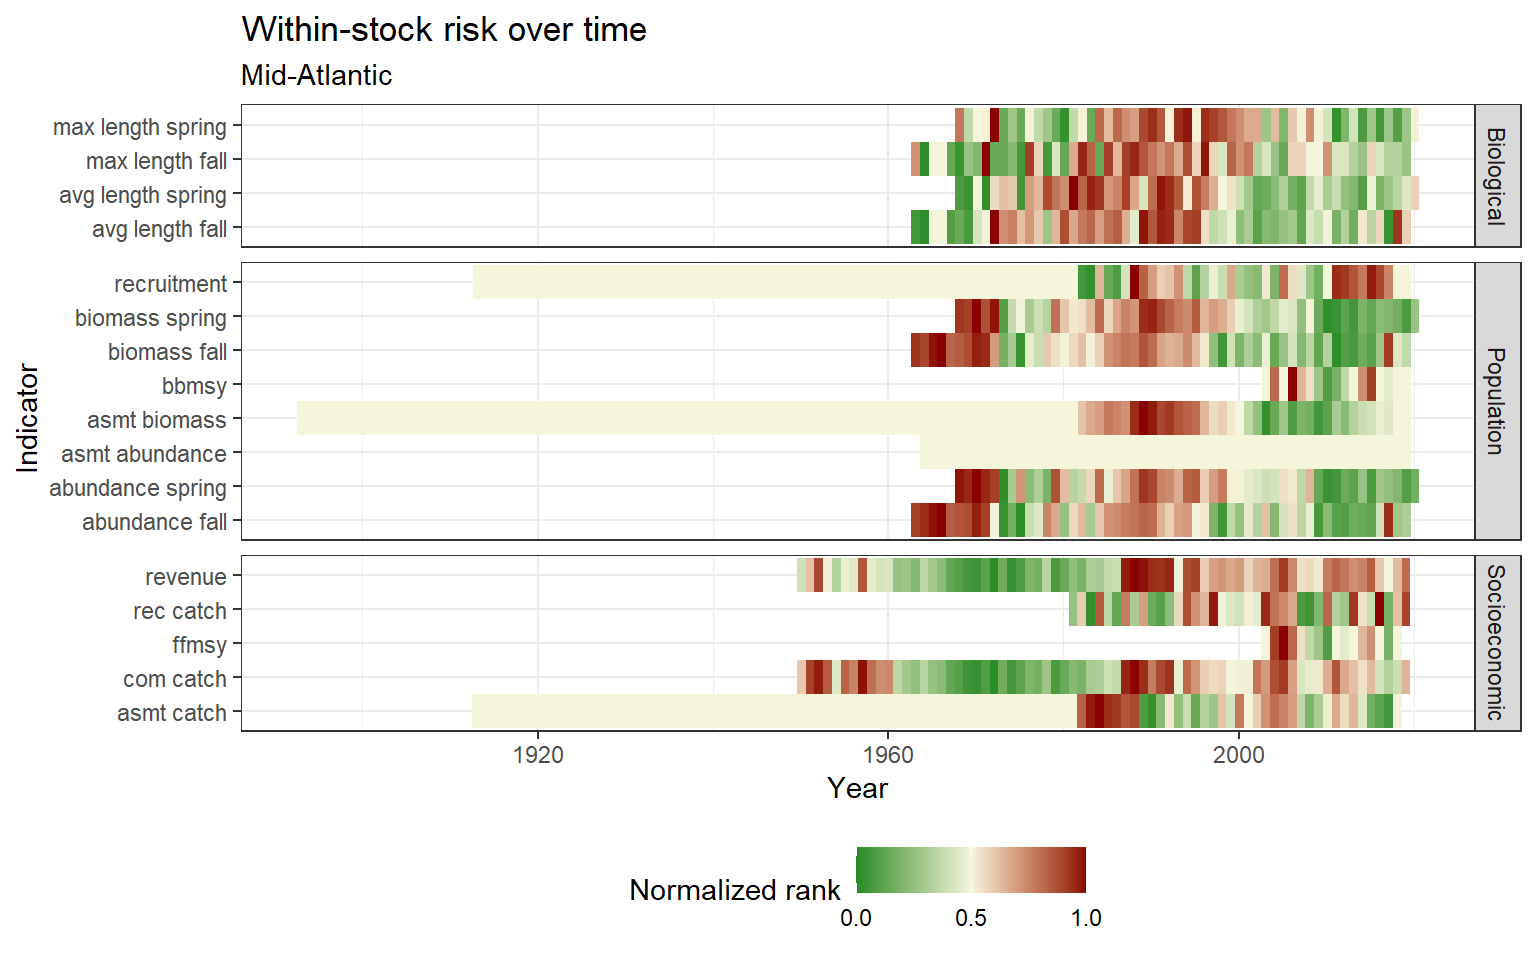 Within-stock risk over time
Mid-Atlantic
max length spring
max length fall
avg length spring
avg length fall
Biological
recruitment
biomass spring
biomass fall
bbmsy
asmt biomass
asmt abundance
abundance spring
abundance fall
Population
revenue
rec catch
ffmsy
com catch
asmt catch
Socioeconomic
Indicator
1920 1960 2000
Year
Normalized rank
0.0 0.5 1.0